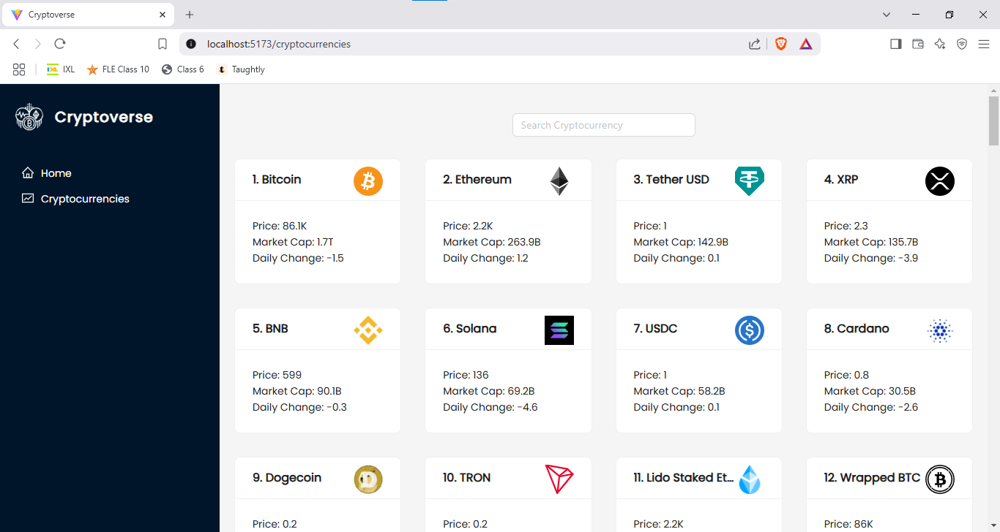 Cryptoverse
localhost:5173/cryptocurrencies
IXL IXL FLE Class 10 Class 6 t Taughtly
Cryptoverse
Home
Cryptocurrencies
Search Cryptocurrency
1. Bitcoin
Price: 86.1K
Market Cap: 1.7T
Daily Change: -1.5
2. Ethereum
Price: 2.2K
Market Cap: 263.9B
Daily Change: 1.2
3. Tether USD
Price: 1
Market Cap: 142.9B
Daily Change: 0.1
4. XRP
Price: 2.3
Market Cap: 135.7B
Daily Change: -3.9
5. BNB
Price: 599
Market Cap: 90.1B
Daily Change: -0.3
6. Solana
Price: 136
Market Cap: 69.2B
Daily Change: -4.6
7. USDC
Price: 1
Market Cap: 58.2B
Daily Change: 0.1
8. Cardano
Price: 0.8
Market Cap: 30.5B
Daily Change: -2.6
9. Dogecoin
Price: 0.2
10. TRON
Price: 0.2
11. Lido Staked Et...
Price: 2.2K
12. Wrapped BTC
Price: 86K